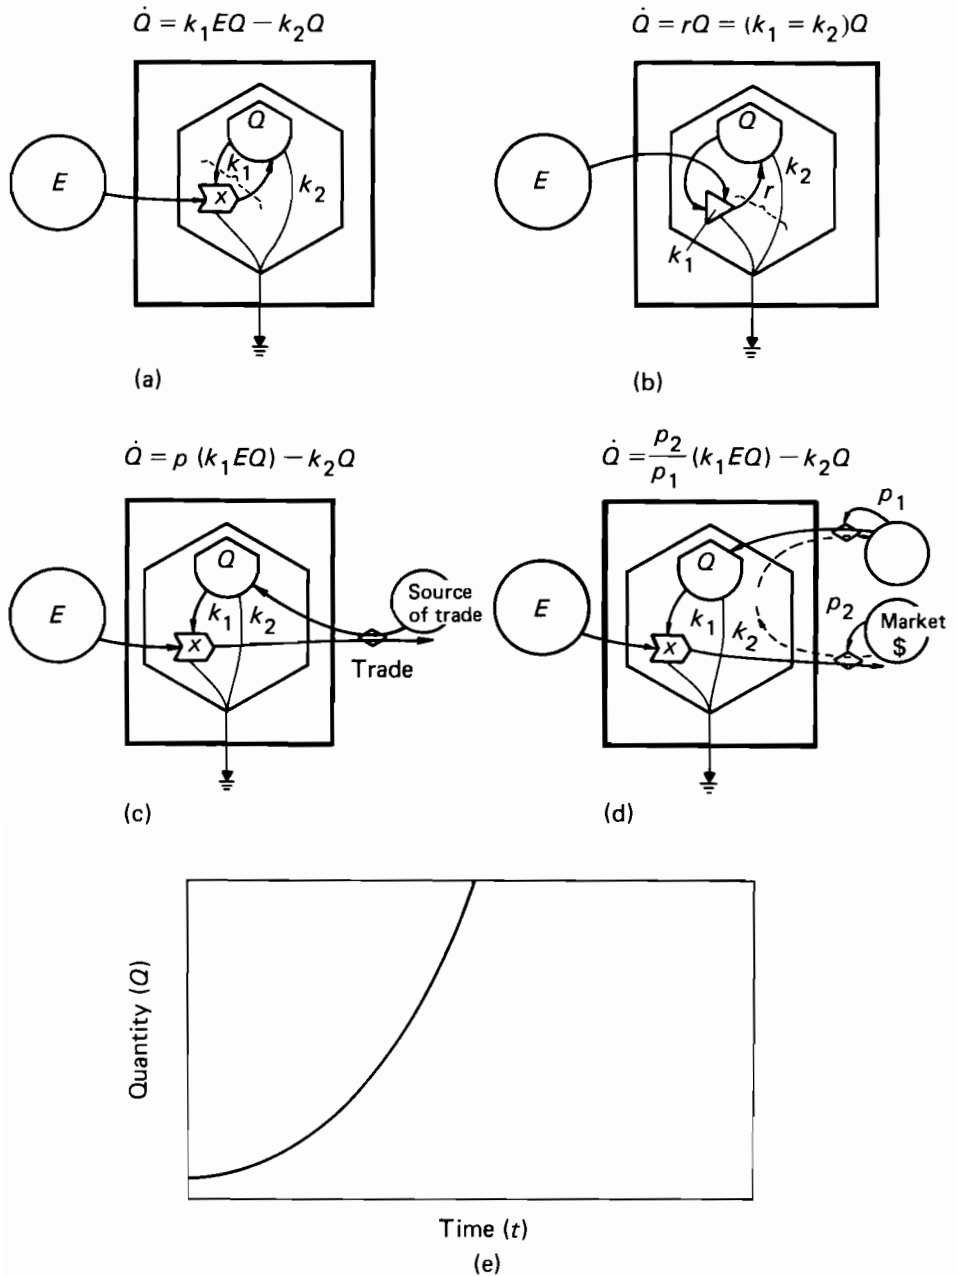 Q̇ = k₁EQ − k₂Q
Q̇ = rQ = (k₁ = k₂)Q
Q
E
k₁
k₂
x
(a)
Q
E
k₂
r
k₁
(b)
Q̇ = p (k₁EQ) − k₂Q
Q̇ = p₂/p₁ (k₁EQ) − k₂Q
Q
E
k₁
k₂
x
Source
of trade
Trade
(c)
p₁
Q
E
k₁
k₂
x
p₂
Market
$
(d)
Quantity (Q)
Time (t)
(e)